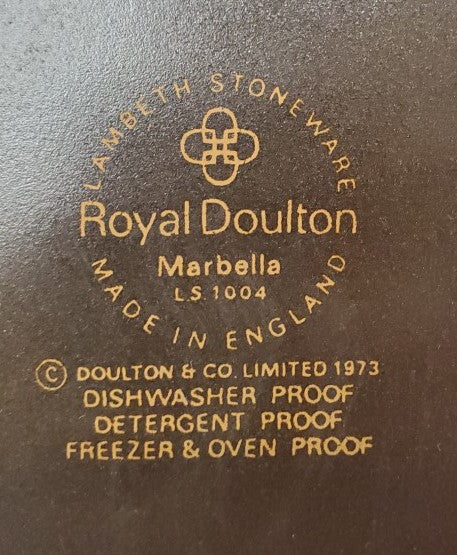 LAMBETH STONEWARE
Royal Doulton
Marbella
L.S. 1004
MADE IN ENGLAND
© DOULTON & CO. LIMITED 1973
DISHWASHER PROOF
DETERGENT PROOF
FREEZER & OVEN PROOF